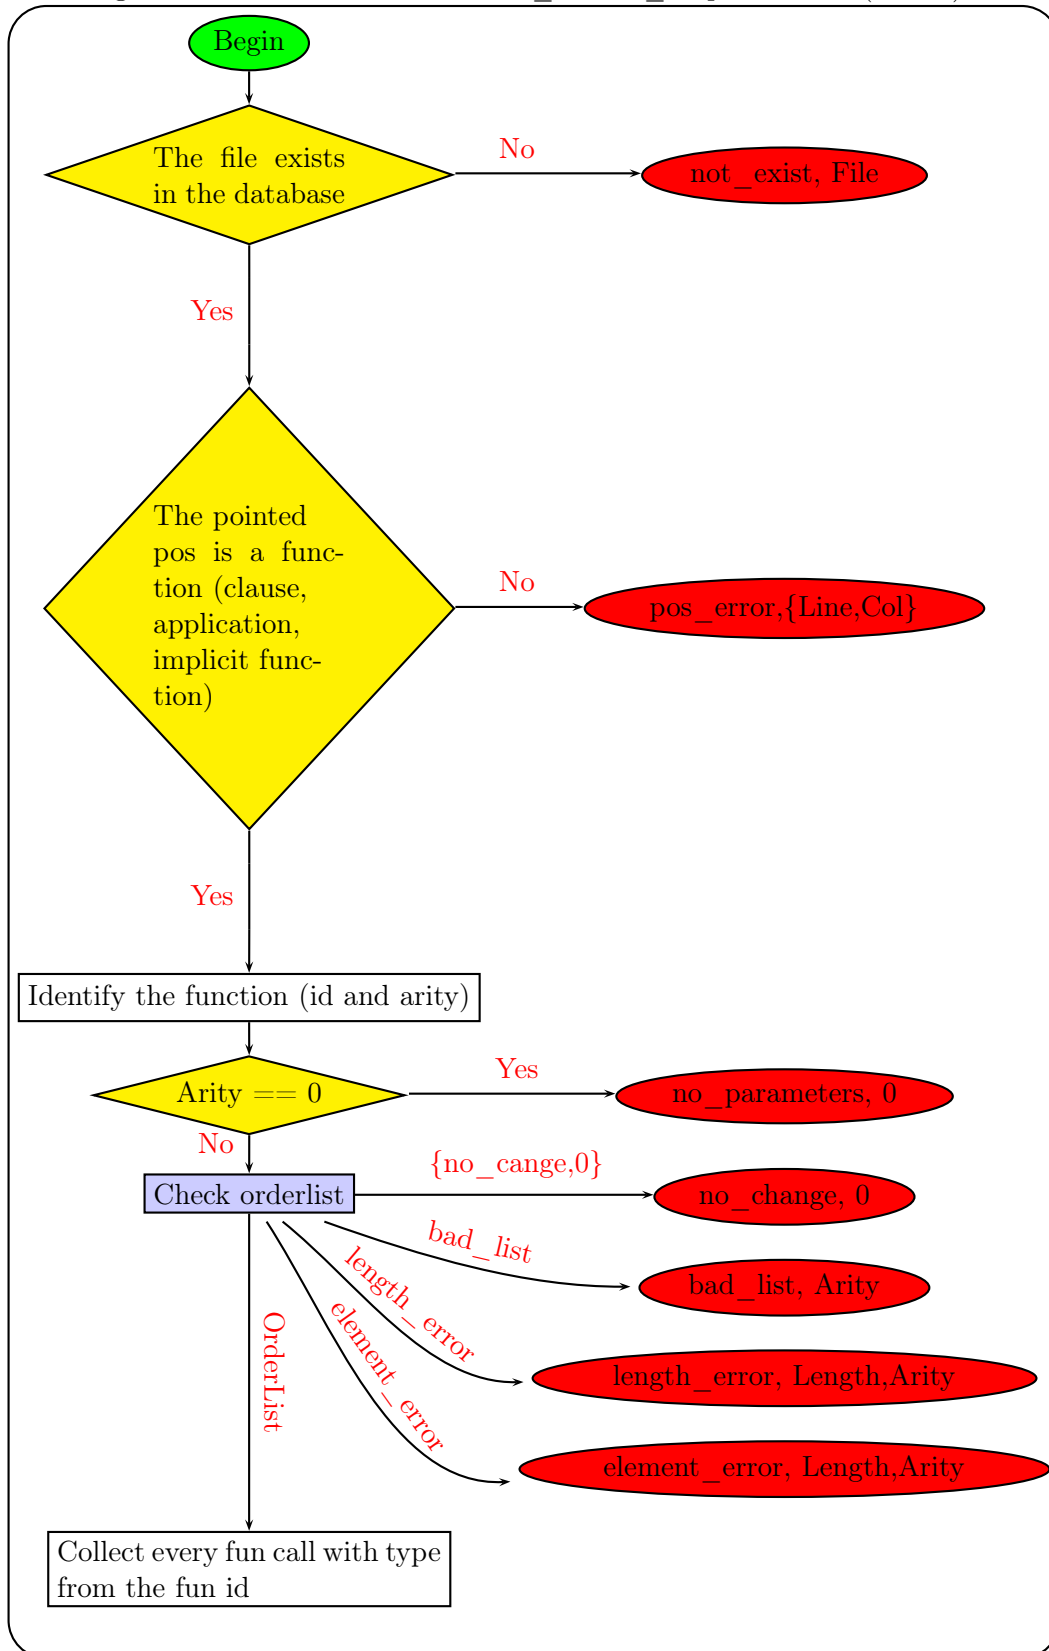 Begin
The file exists
in the database
No
not_exist, File
Yes
The pointed
pos is a func-
tion (clause,
application,
implicit func-
tion)
No
pos_error,{Line,Col}
Yes
Identify the function (id and arity)
Arity == 0
Yes
no_parameters, 0
No
Check orderlist
{no_cange,0}
no_change, 0
bad_list
bad_list, Arity
length_error
length_error, Length,Arity
element_error
element_error, Length,Arity
OrderList
Collect every fun call with type
from the fun id